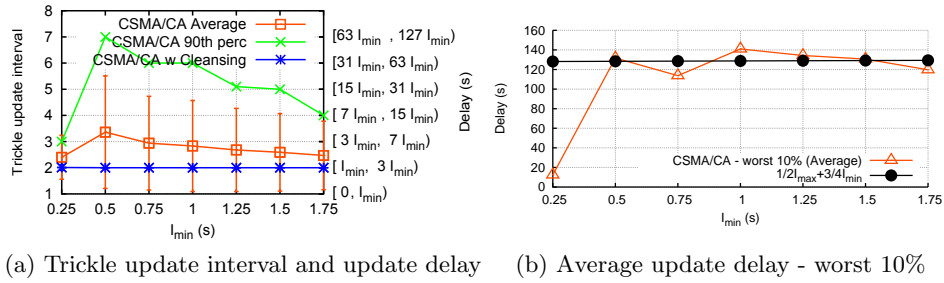 CSMA/CA Average
CSMA/CA 90th perc
CSMA/CA w Cleansing
Trickle update interval
8
7
6
5
4
3
2
1
[63 I_min , 127 I_min)
[31 I_min, 63 I_min)
[15 I_min, 31 I_min)
[ 7 I_min , 15 I_min)
[ 3 I_min, 7 I_min)
[ I_min, 3 I_min)
[0, I_min)
Delay (s)
0.25 0.5 0.75 1 1.25 1.5 1.75
I_min (s)
(a) Trickle update interval and update delay
Delay (s)
160
140
120
100
80
60
40
20
0
CSMA/CA - worst 10% (Average)
1/2I_max+3/4I_min
0.25 0.5 0.75 1 1.25 1.5 1.75
I_min (s)
(b) Average update delay - worst 10%